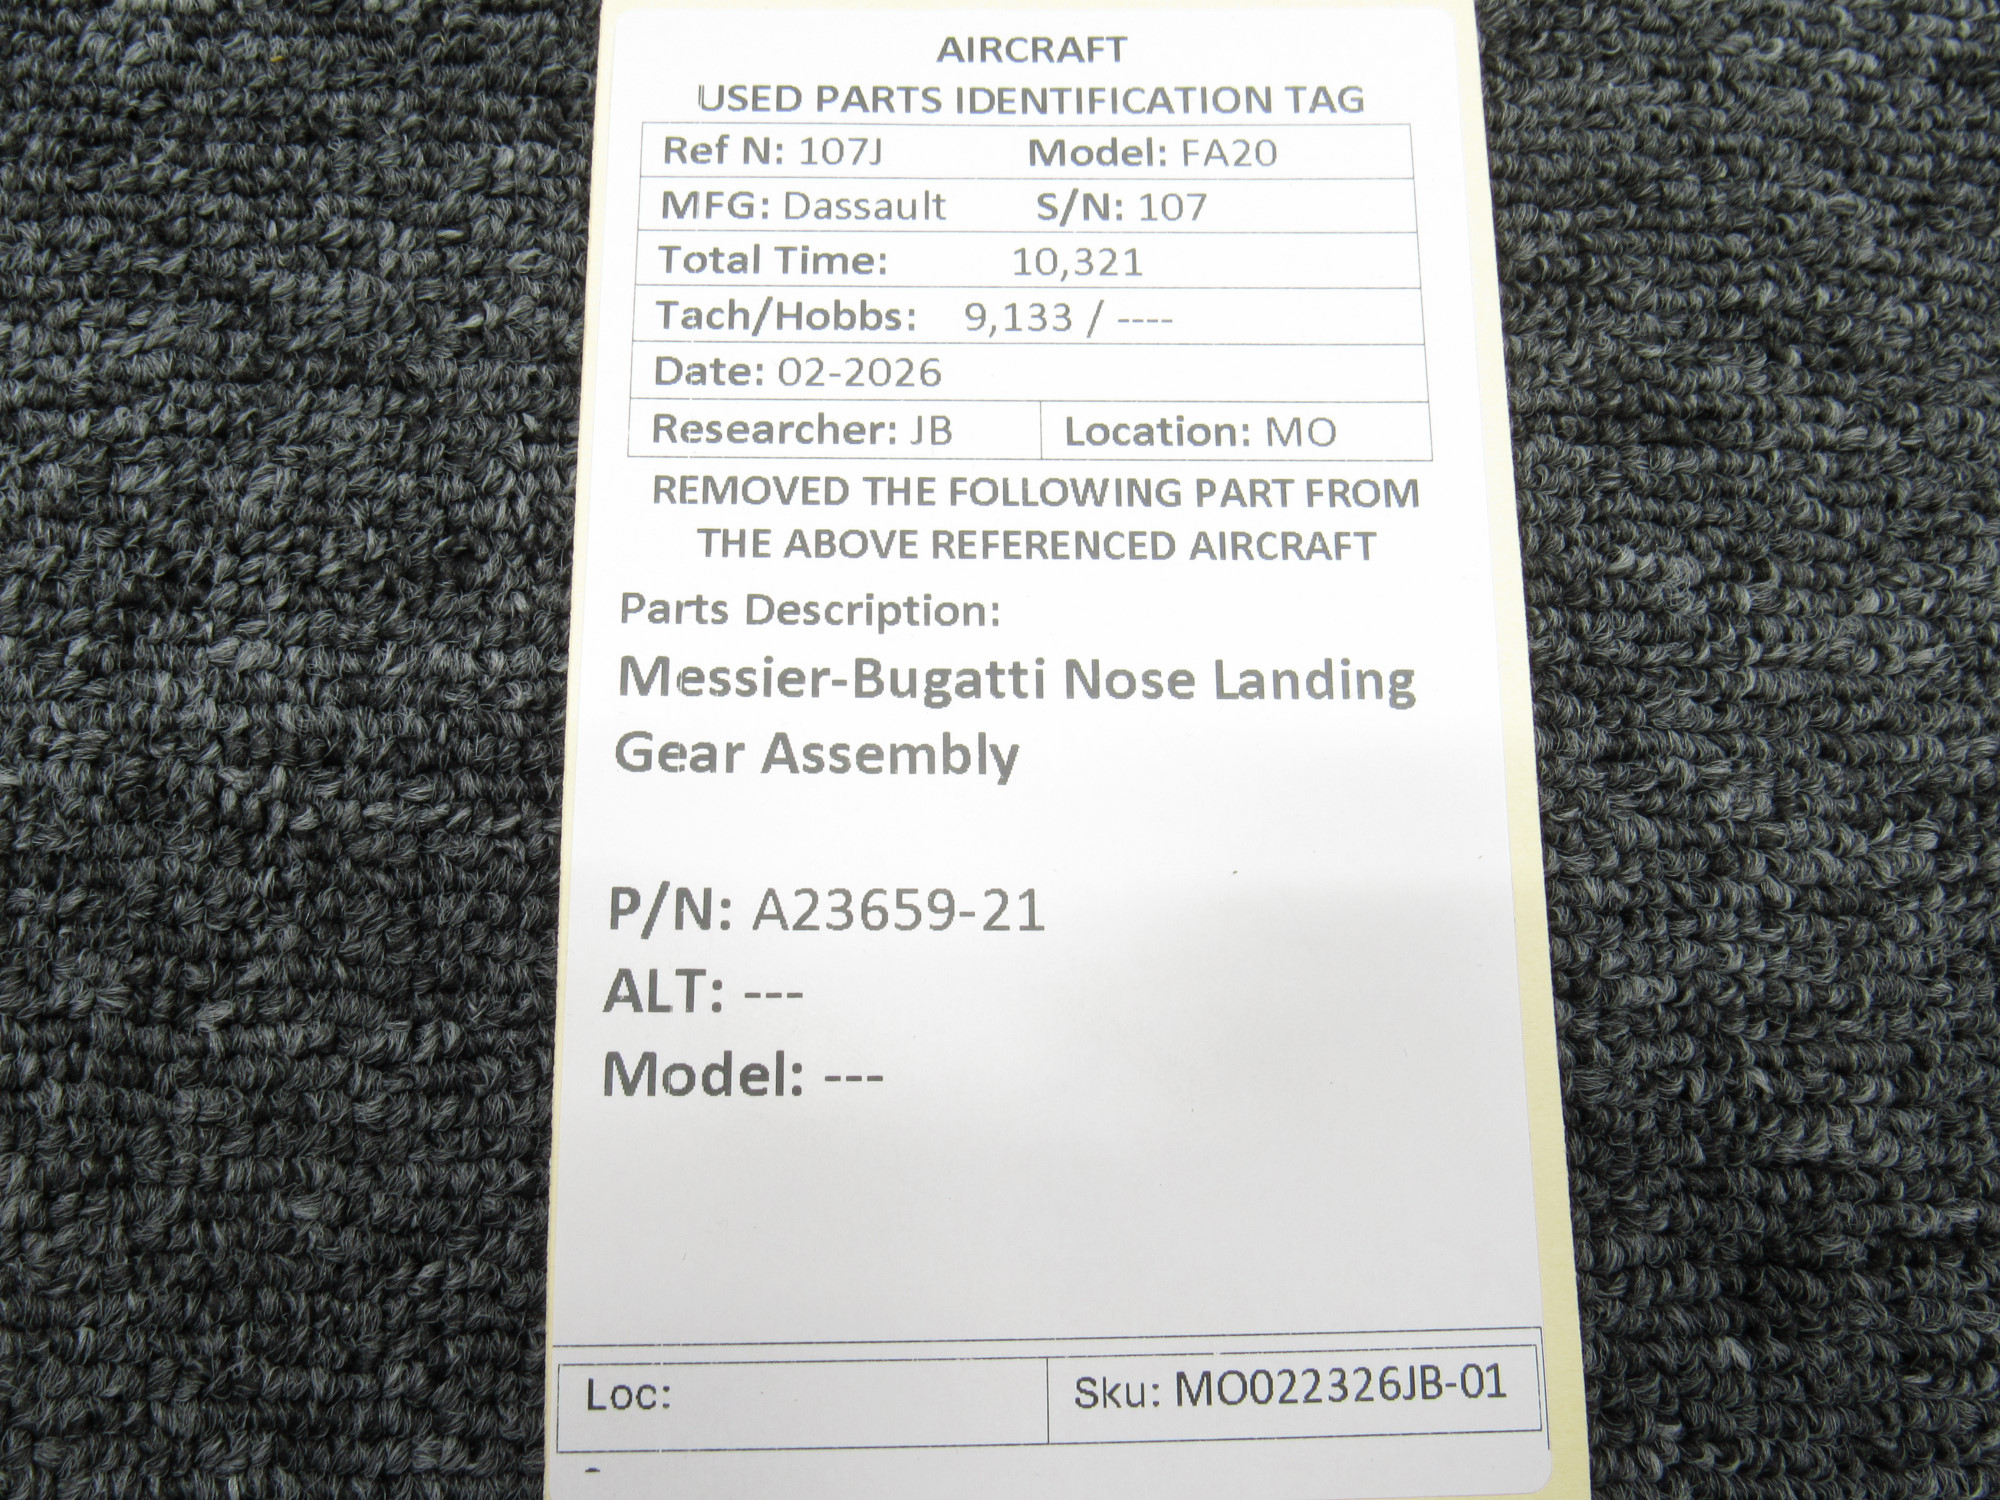 AIRCRAFT
USED PARTS IDENTIFICATION TAG
Ref N: 107J Model: FA20
MFG: Dassault S/N: 107
Total Time: 10,321
Tach/Hobbs: 9,133 / ----
Date: 02-2026
Researcher: JB Location: MO
REMOVED THE FOLLOWING PART FROM
THE ABOVE REFERENCED AIRCRAFT
Parts Description:
Messier-Bugatti Nose Landing
Gear Assembly
P/N: A23659-21
ALT: ---
Model: ---
Loc: Sku: MO022326JB-01